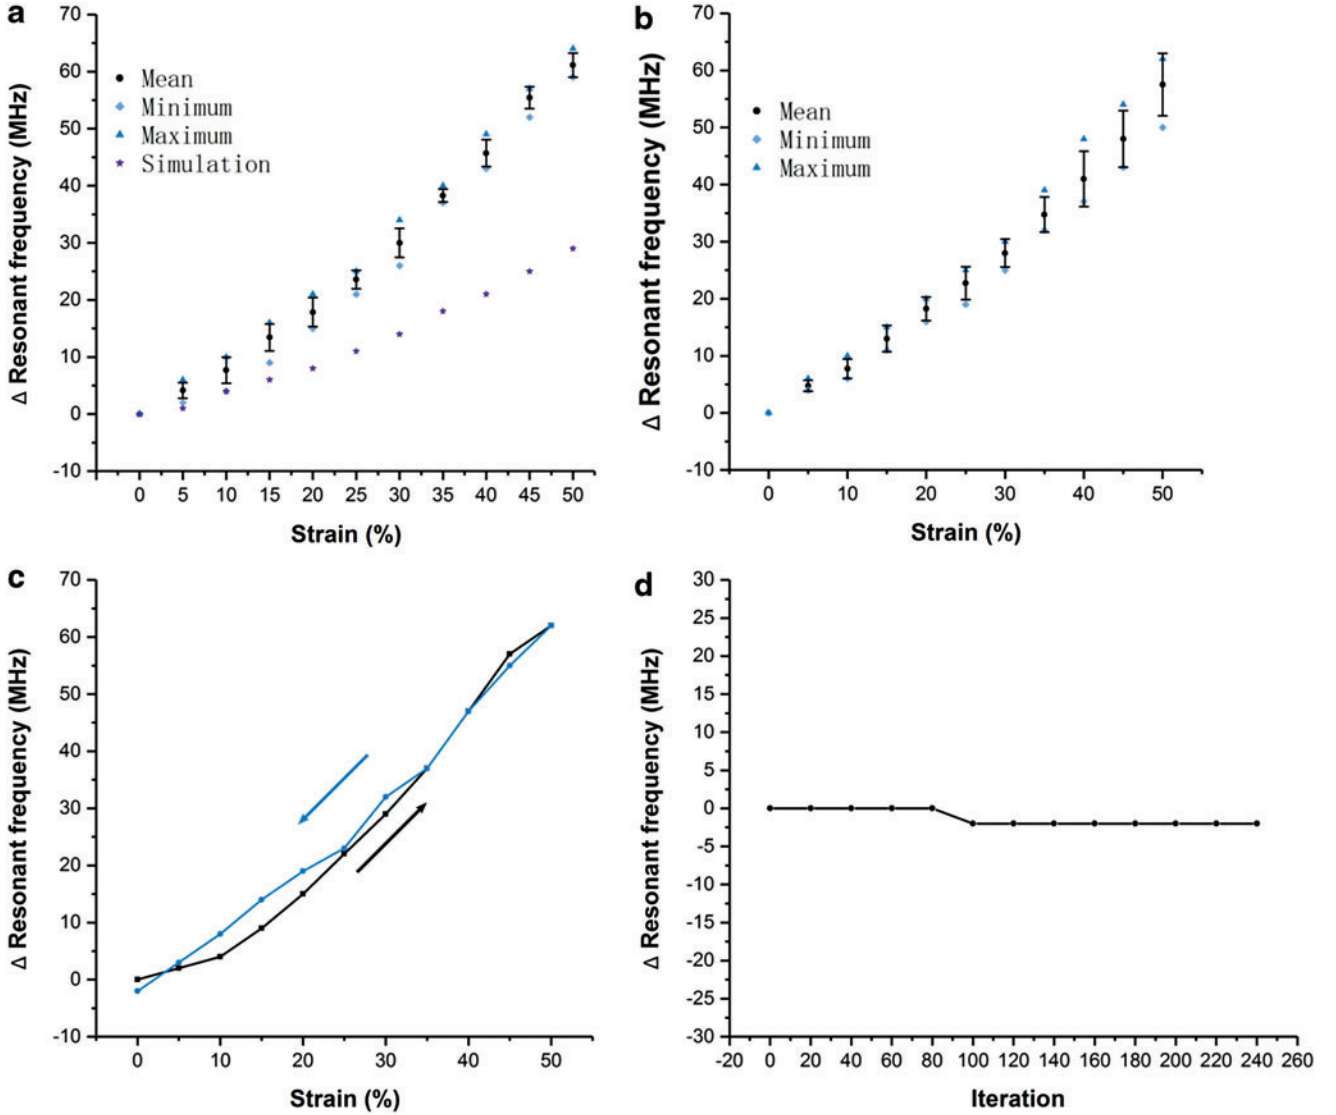 a
70
60
50
40
30
20
10
0
-10
Δ Resonant frequency (MHz)
Mean
Minimum
Maximum
Simulation
0 5 10 15 20 25 30 35 40 45 50
Strain (%)
b
70
60
50
40
30
20
10
0
-10
Δ Resonant frequency (MHz)
Mean
Minimum
Maximum
0 10 20 30 40 50
Strain (%)
c
70
60
50
40
30
20
10
0
-10
Δ Resonant frequency (MHz)
0 10 20 30 40 50
Strain (%)
d
30
25
20
15
10
5
0
-5
-10
-15
-20
-25
-30
Δ Resonant frequency (MHz)
-20 0 20 40 60 80 100 120 140 160 180 200 220 240 260
Iteration